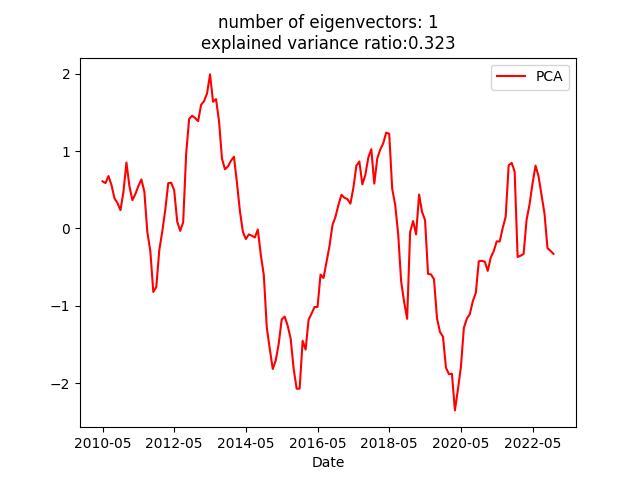 number of eigenvectors: 1
explained variance ratio:0.323
PCA
2
1
0
−1
−2
2010-05 2012-05 2014-05 2016-05 2018-05 2020-05 2022-05
Date